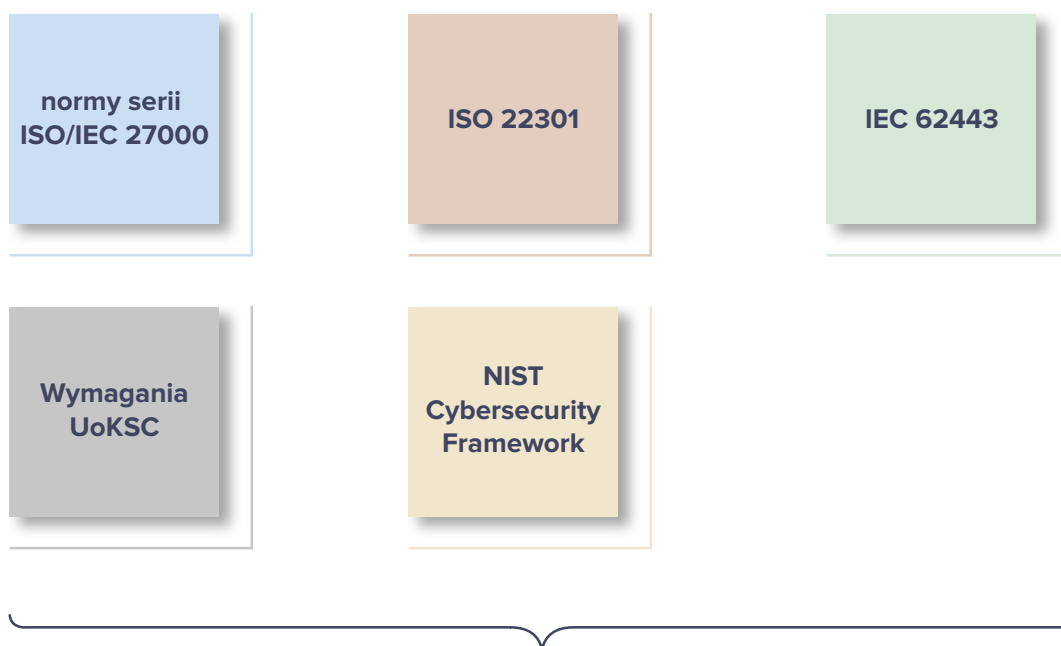 normy serii
ISO/IEC 27000
ISO 22301
IEC 62443
Wymagania
UoKSC
NIST
Cybersecurity
Framework